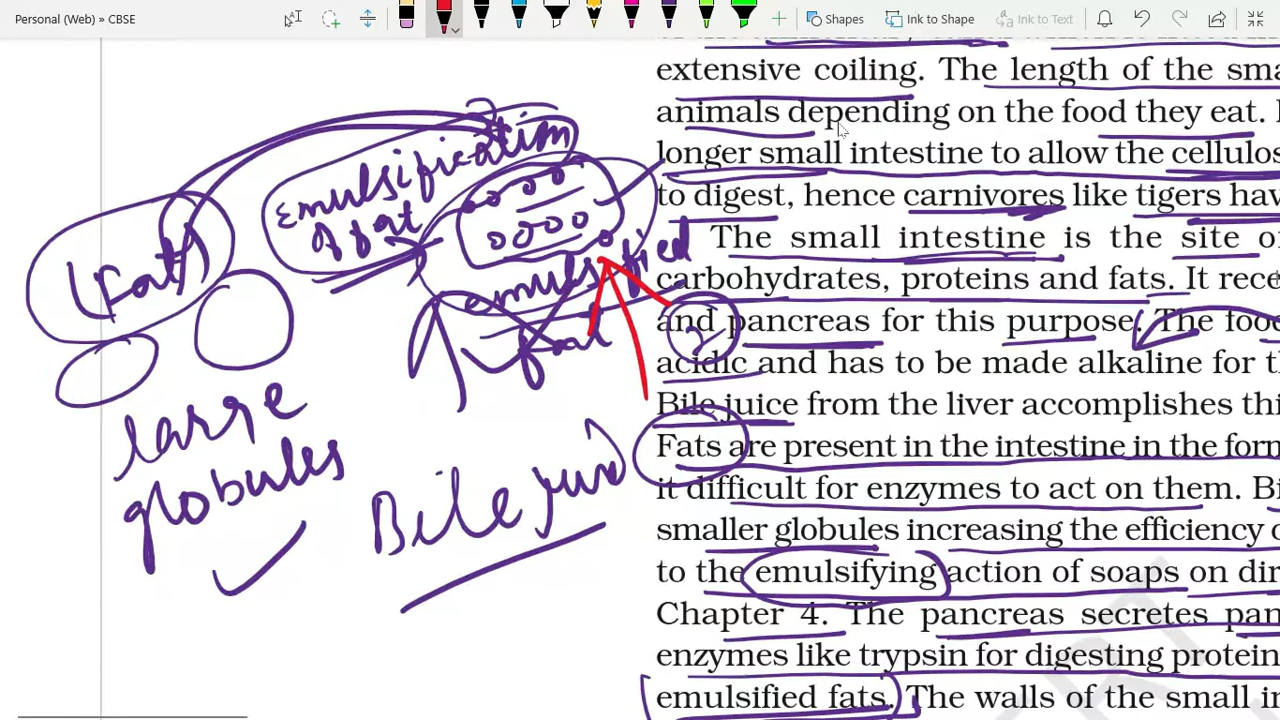 Personal (Web) » CBSE
Shapes
Ink to Shape
Ink to Text
extensive coiling. The length of the sma
animals depending on the food they eat.
longer small intestine to allow the cellulos
to digest, hence carnivores like tigers hav
The small intestine is the site o
carbohydrates, proteins and fats. It rece
and pancreas for this purpose. The food
acidic and has to be made alkaline for t
Bile juice from the liver accomplishes thi
Fats are present in the intestine in the form
it difficult for enzymes to act on them. Bi
smaller globules increasing the efficiency
to the emulsifying action of soaps on dir
Chapter 4. The pancreas secretes pan
enzymes like trypsin for digesting protein
emulsified fats. The walls of the small in
emulsification
of fat
(Fat)
emulsified
fat
2
large
globules
Bile